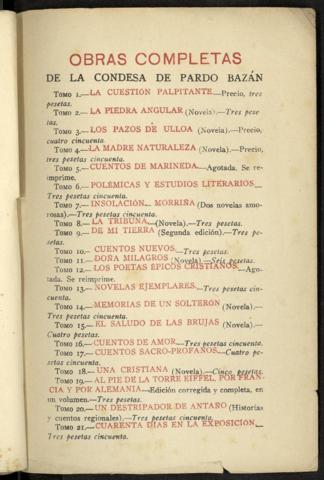 OBRAS COMPLETAS
DE LA CONDESA DE PARDO BAZÁN
Tomo 1.—LA CUESTIÓN PALPITANTE.—Precio, tres
pesetas.
Tomo 2.—LA PIEDRA ANGULAR (Novela).—Tres pese
tas.
Tomo 3.—LOS PAZOS DE ULLOA (Novela).—Precio,
cuatro cincuenta.
Tomo 4.—LA MADRE NATURALEZA (Novela).—Precio,
tres pesetas cincuenta.
Tomo 5.—CUENTOS DE MARINEDA.—Agotada. Se re-
imprime.
Tomo 6.—POLÉMICAS Y ESTUDIOS LITERARIOS.—
Tres pesetas cincuenta.
Tomo 7.—INSOLACIÓN.—MORRIÑA (Dos novelas amo-
rosas).—Tres pesetas cincuenta.
Tomo 8.—LA TRIBUNA (Novela).—Tres pesetas.
Tomo 9.—DE MI TIERRA (Segunda edición).—Tres pe-
setas.
Tomo 10.—CUENTOS NUEVOS.—Tres pesetas.
Tomo 11.—DOÑA MILAGROS (Novela).—Seis pesetas.
Tomo 12.—LOS POETAS ÉPICOS CRISTIANOS.—Ago-
tada. Se reimprime.
Tomo 13.—NOVELAS EJEMPLARES.—Tres pesetas cin-
cuenta.
Tomo 14.—MEMORIAS DE UN SOLTERÓN (Novela).—
Tres pesetas cincuenta.
Tomo 15.—EL SALUDO DE LAS BRUJAS (Novela).—
Tres pesetas cincuenta.
Tomo 16.—CUENTOS DE AMOR.—Tres pesetas cincuenta.
Tomo 17.—CUENTOS SACRO-PROFANOS.—Cuatro pe-
setas cincuenta.
Tomo 18.—UNA CRISTIANA (Novela).—Cinco pesetas.
Tomo 19.—AL PIE DE LA TORRE EIFFEL. POR FRAN-
CIA Y POR ALEMANIA.—Edición corregida y completa, en
un volumen.—Tres pesetas cincuenta.
Tomo 20.—UN DESTRIPADOR DE ANTAÑO (Historias
y cuentos regionales).—Tres pesetas cincuenta.
Tomo 21.—CUARENTA DÍAS EN LA EXPOSICIÓN.—
Tres pesetas cincuenta.